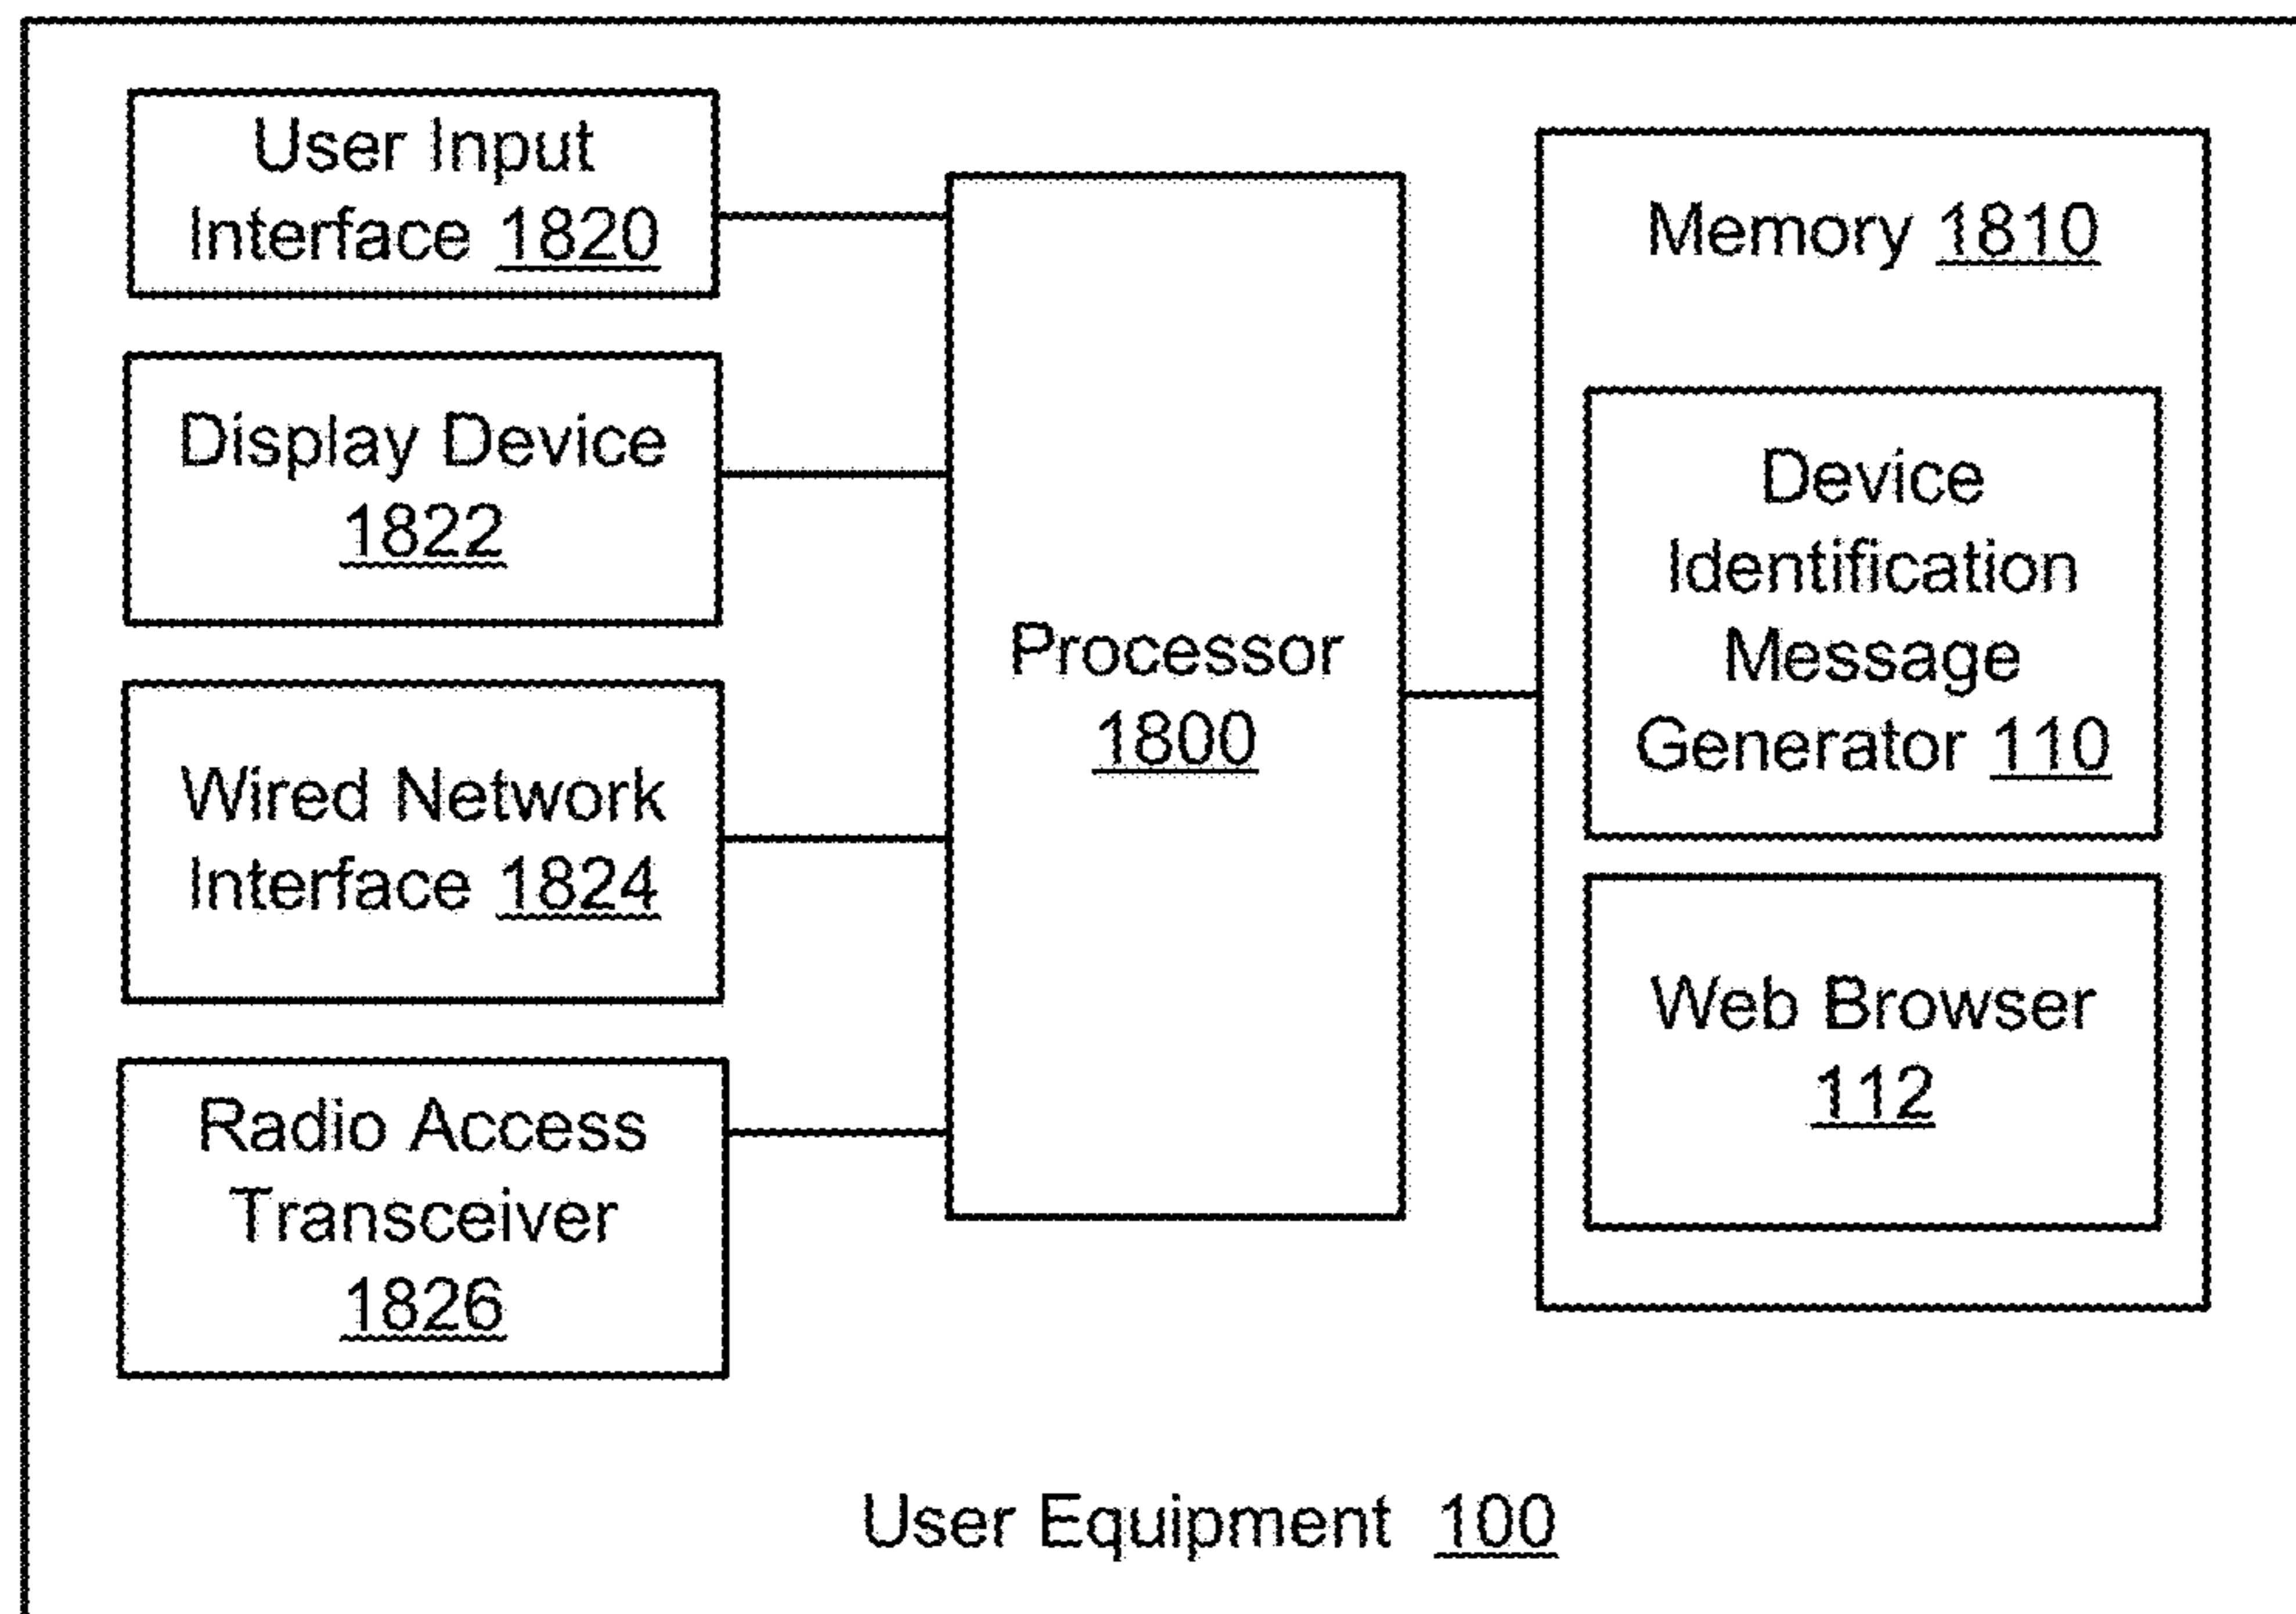 User Input
Interface 1820
Display Device
1822
Wired Network
Interface 1824
Radio Access
Transceiver
1826
Processor
1800
Memory 1810
Device
Identification
Message
Generator 110
Web Browser
112
User Equipment 100